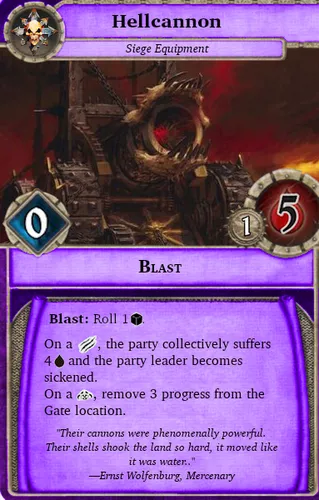 Hellcannon
Siege Equipment
0
1
5
BLAST
Blast: Roll 1.
On a , the party collectively suffers
4 and the party leader becomes
sickened.
On a , remove 3 progress from the
Gate location.
"Their cannons were phenomenally powerful.
Their shells shook the land so hard, it moved like
it was water.."
—Ernst Wolfenburg, Mercenary